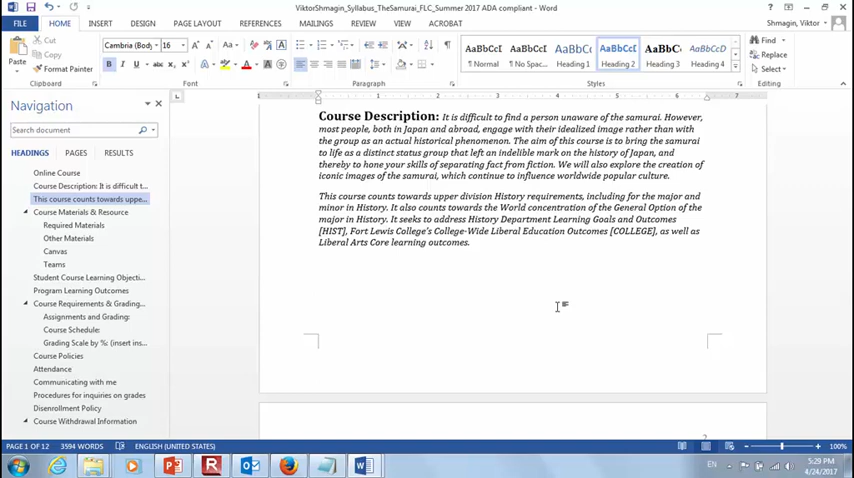 ViktorShmagin_Syllabus_TheSamurai_FLC_Summer 2017 ADA compliant - Word
FILE HOME INSERT DESIGN PAGE LAYOUT REFERENCES MAILINGS REVIEW VIEW ACROBAT Shmagin, Viktor
Paste
Cut
Copy
Format Painter
Clipboard
Cambria (Body) 16
Font
Paragraph
AaBbCcI AaBbCcI AaBbC( AaBbCcI AaBbC( AaBbCcD
¶ Normal ¶ No Spacing Heading 1 Heading 2 Heading 3 Heading 4
Styles
Find
Replace
Select
Editing
Navigation
Search document
HEADINGS PAGES RESULTS
Online Course
Course Description: It is difficult t...
This course counts towards uppe...
Course Materials & Resource
Required Materials
Other Materials
Canvas
Teams
Student Course Learning Objecti...
Program Learning Outcomes
Course Requirements & Grading...
Assignments and Grading:
Course Schedule:
Grading Scale by %: (insert ins...
Course Policies
Attendance
Communicating with me
Procedures for inquiries on grades
Disenrollment Policy
Course Withdrawal Information
1 1 2 3 4 5 6 7
Course Description: It is difficult to find a person unaware of the samurai. However,
most people, both in Japan and abroad, engage with their idealized image rather than with
the group as an actual historical phenomenon. The aim of this course is to bring the samurai
to life as a distinct status group that left an indelible mark on the history of Japan, and
thereby to hone your skills of separating fact from fiction. We will also explore the creation of
iconic images of the samurai, which continue to influence worldwide popular culture.
This course counts towards upper division History requirements, including for the major and
minor in History. It also counts towards the World concentration of the General Option of the
major in History. It seeks to address History Department Learning Goals and Outcomes
[HIST], Fort Lewis College's College-Wide Liberal Education Outcomes [COLLEGE], as well as
Liberal Arts Core learning outcomes.
2
PAGE 1 OF 12 3594 WORDS ENGLISH (UNITED STATES) 100%
EN
5:29 PM
4/24/2017